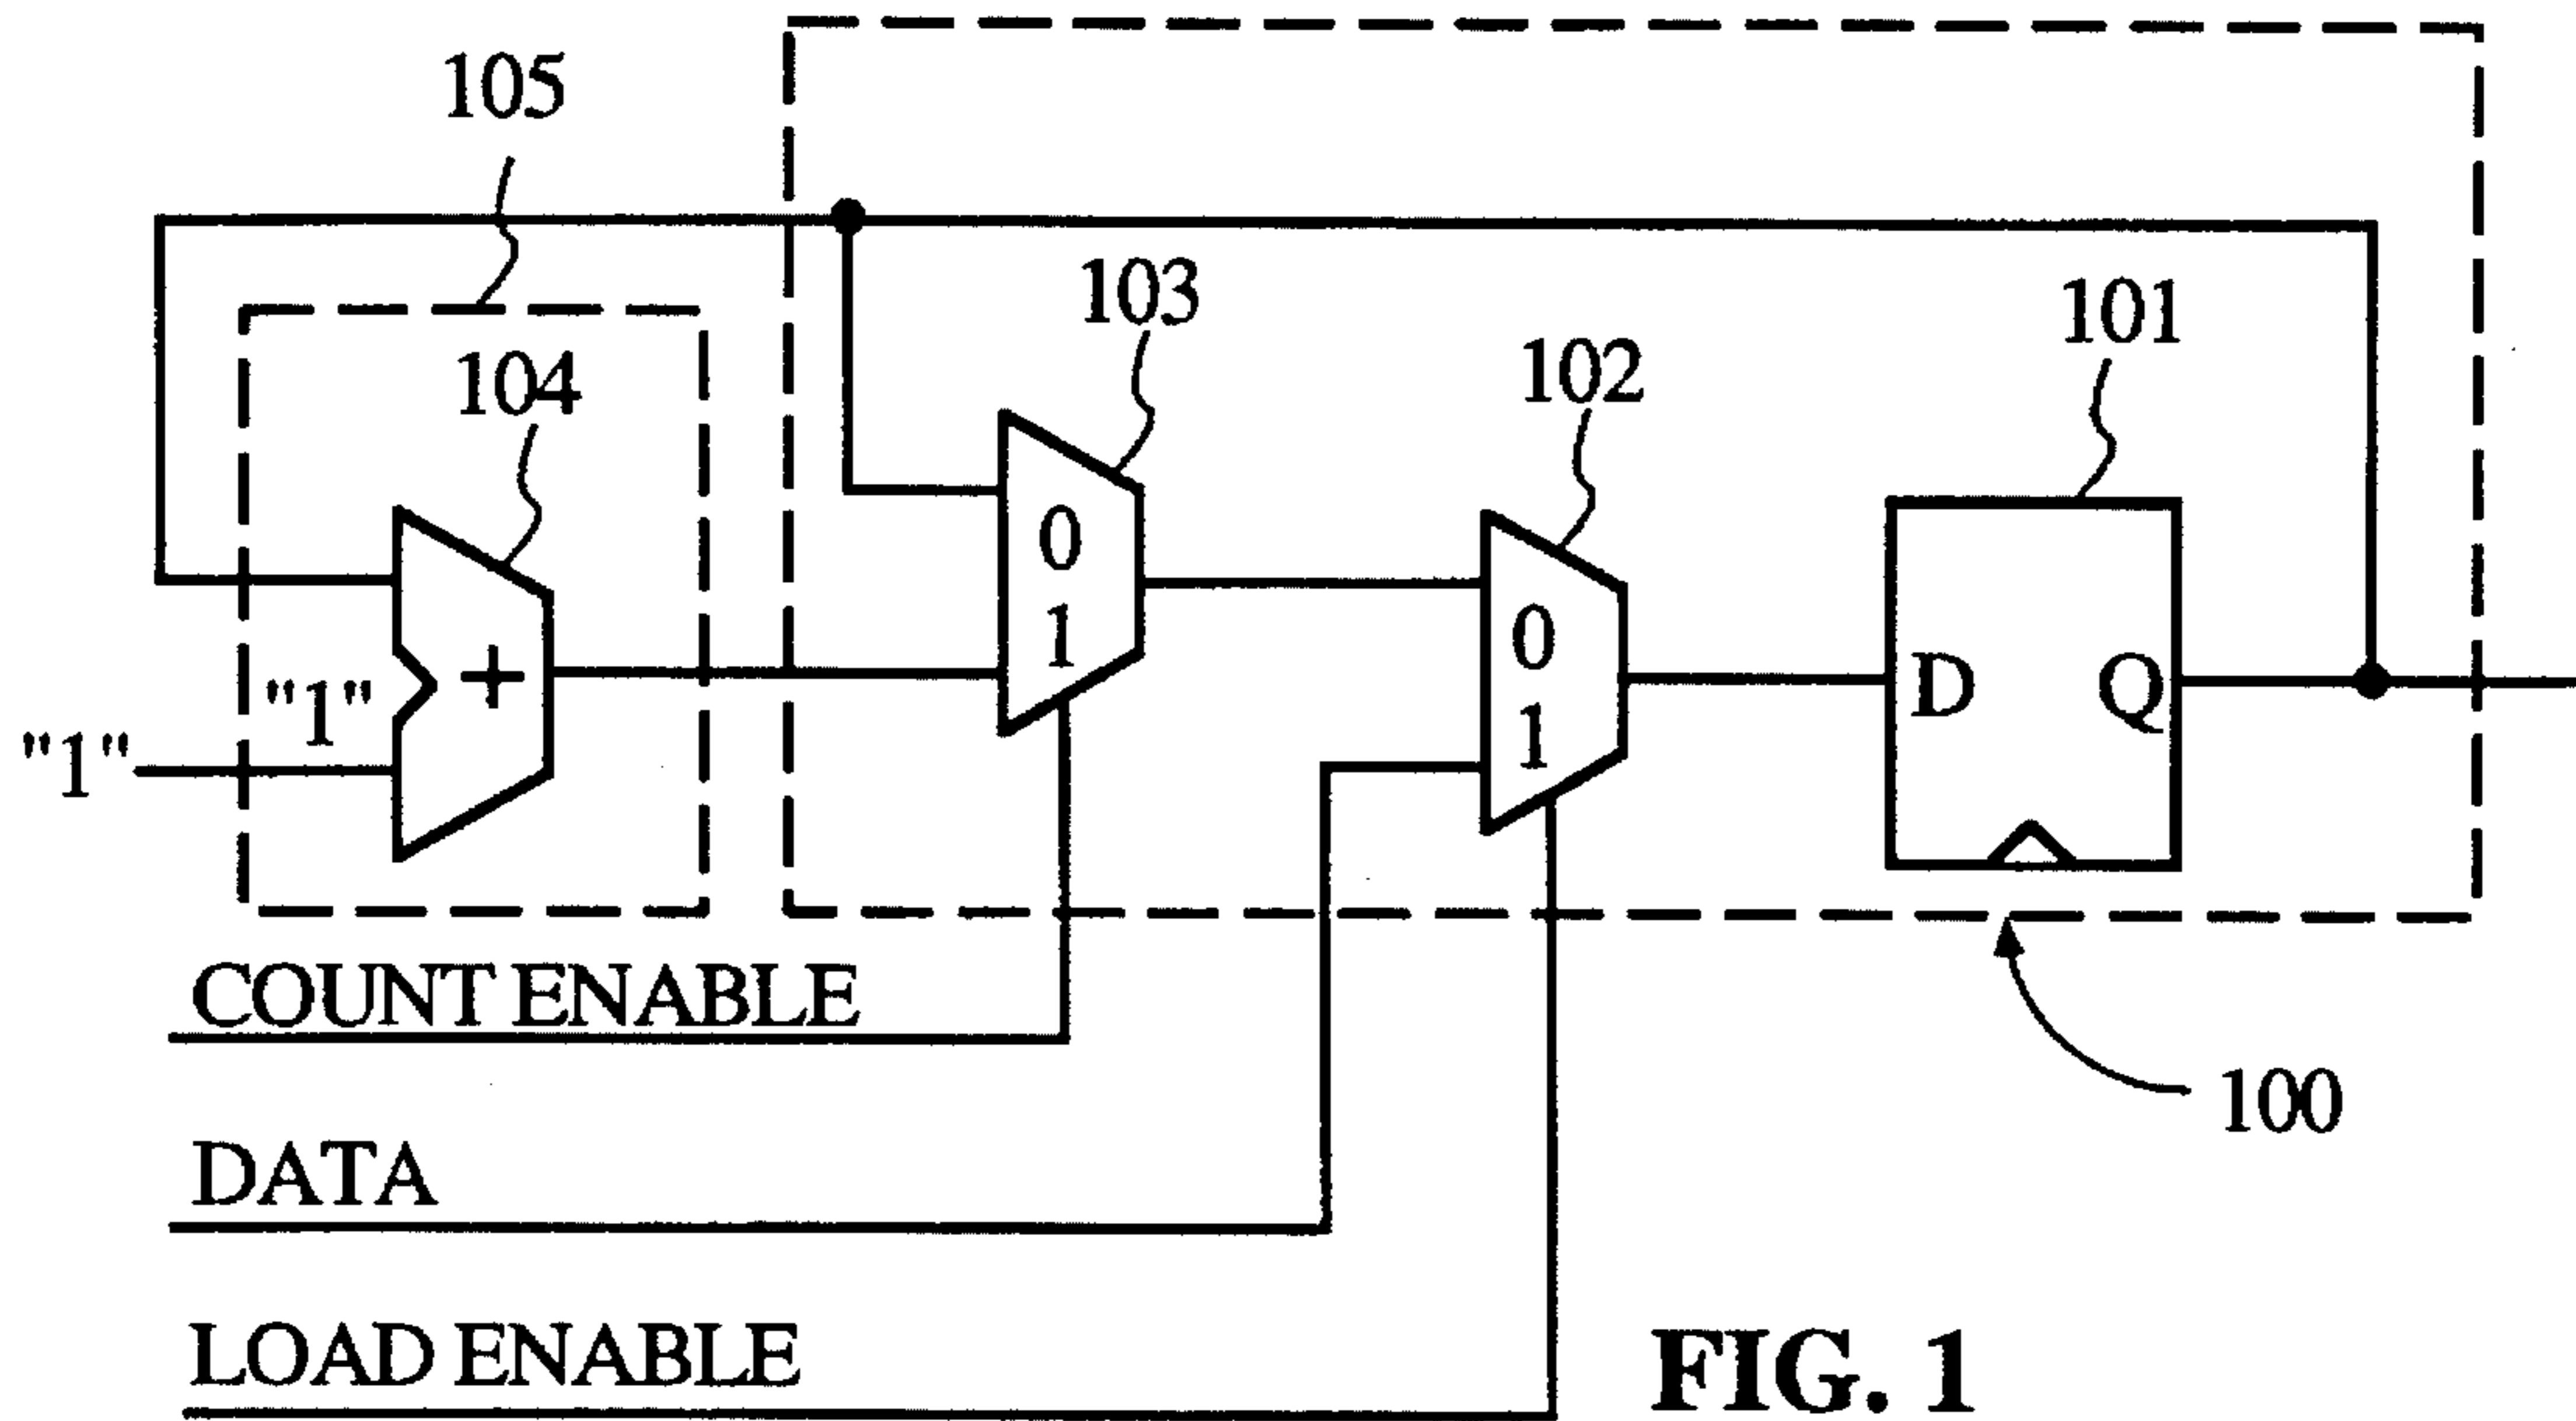 105
103
101
102
104
0
1
+
0
1
D
Q
"1"
"1"
COUNT ENABLE
100
DATA
LOAD ENABLE
FIG. 1